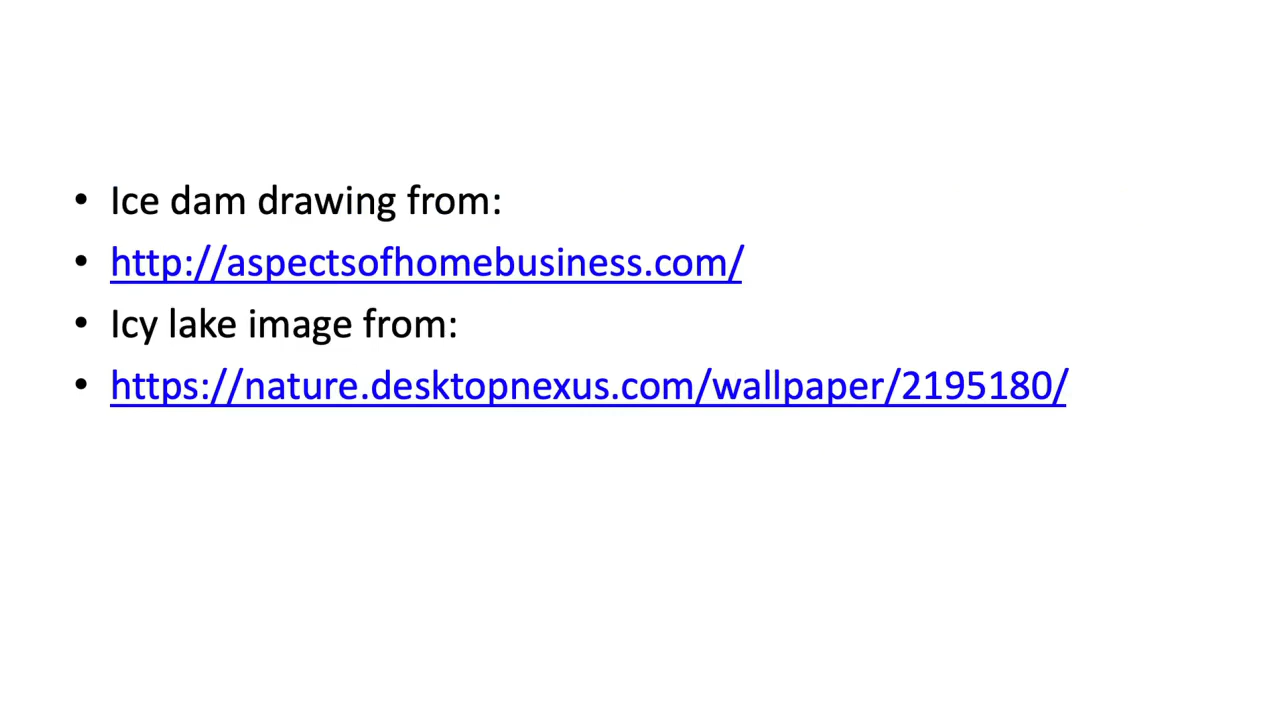 • Ice dam drawing from:
• http://aspectsofhomebusiness.com/
• Icy lake image from:
• https://nature.desktopnexus.com/wallpaper/2195180/